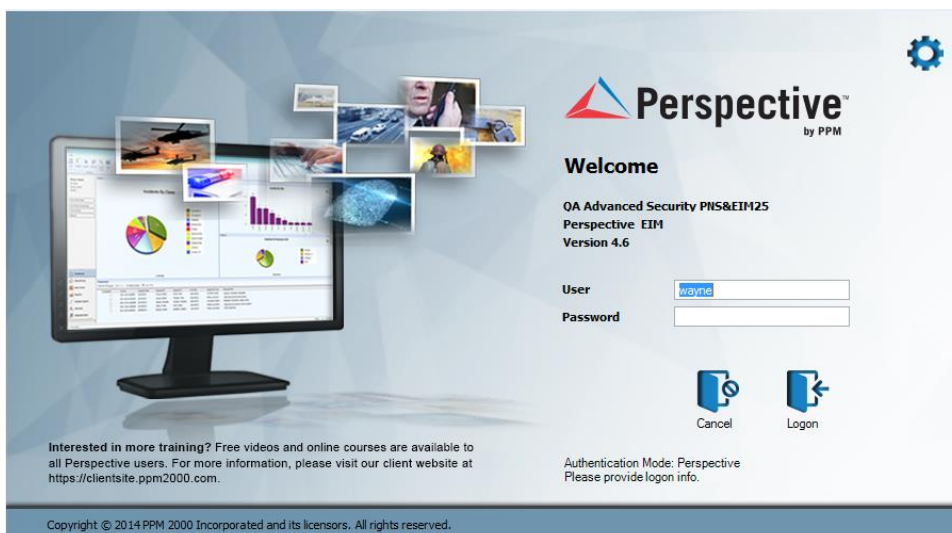 Perspective™
by PPM
Welcome
QA Advanced Security PNS&EIM25
Perspective EIM
Version 4.6
User
wayne
Password
Cancel
Logon
Interested in more training? Free videos and online courses are available to
all Perspective users. For more information, please visit our client website at
https://clientsite.ppm2000.com.
Authentication Mode: Perspective
Please provide logon info.
Copyright © 2014 PPM 2000 Incorporated and its licensors. All rights reserved.